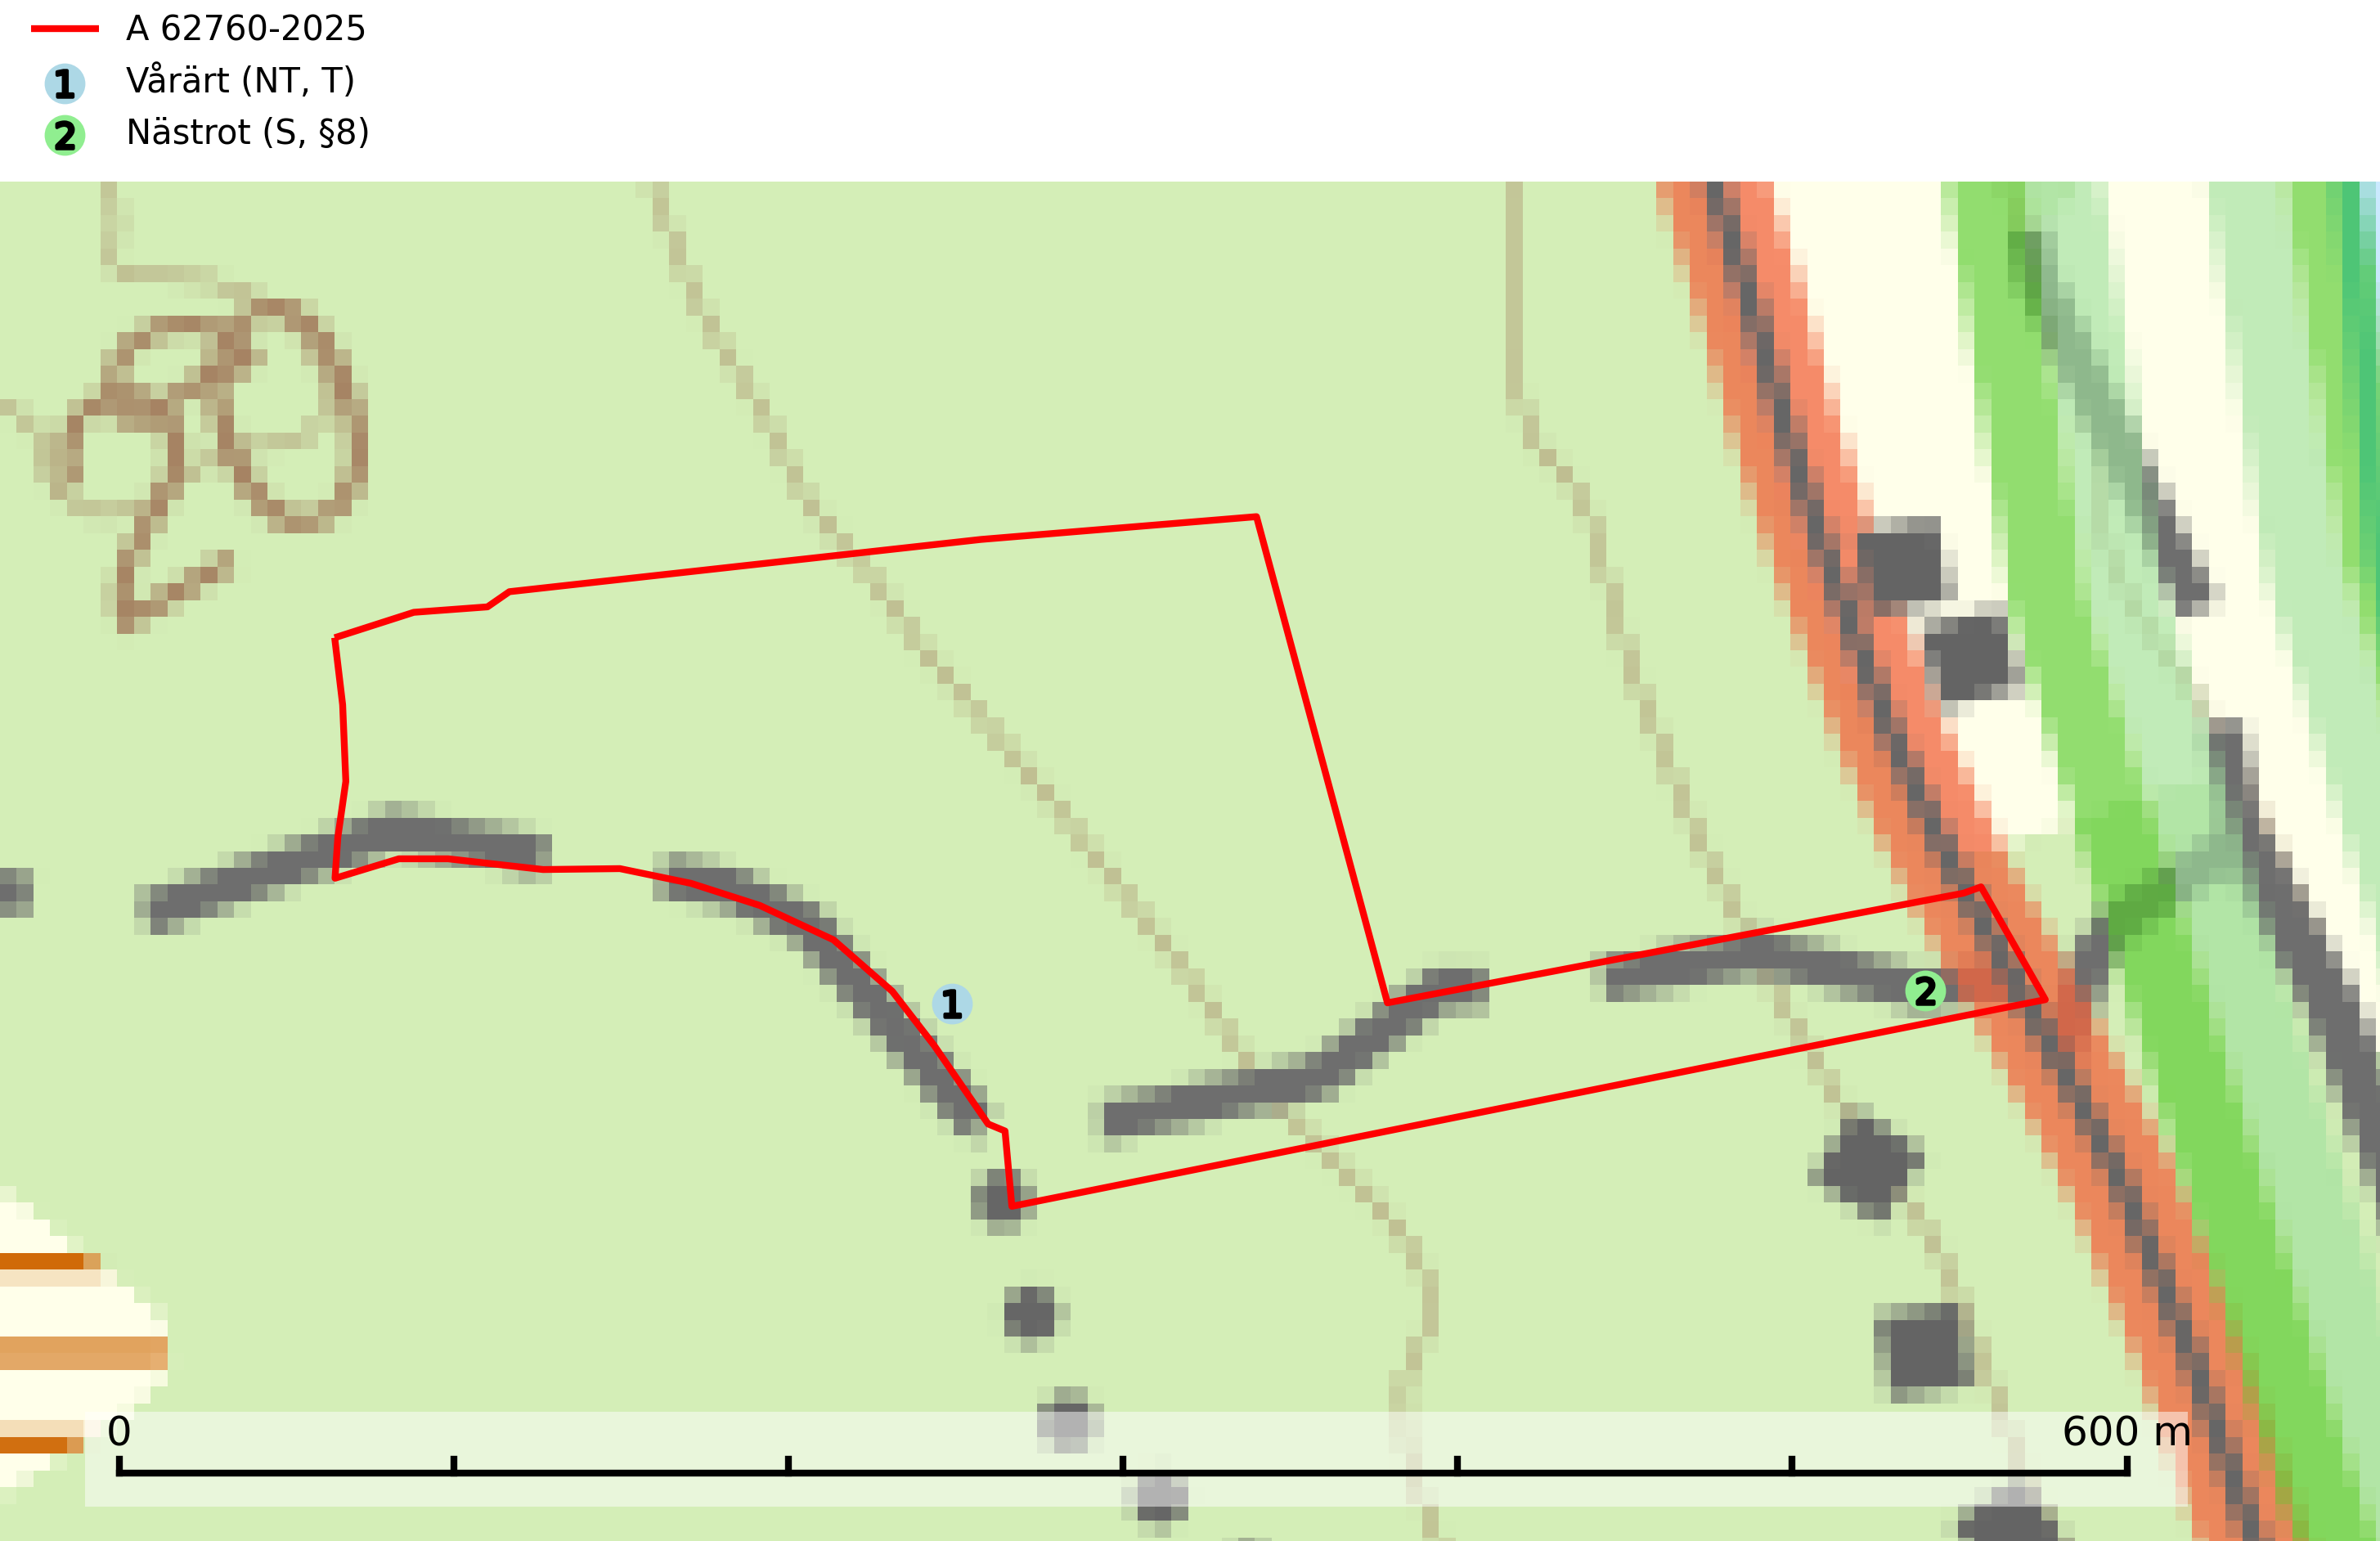 A 62760-2025
1 Vårärt (NT, T)
2 Nästrot (S, §8)
1
2
0 600 m